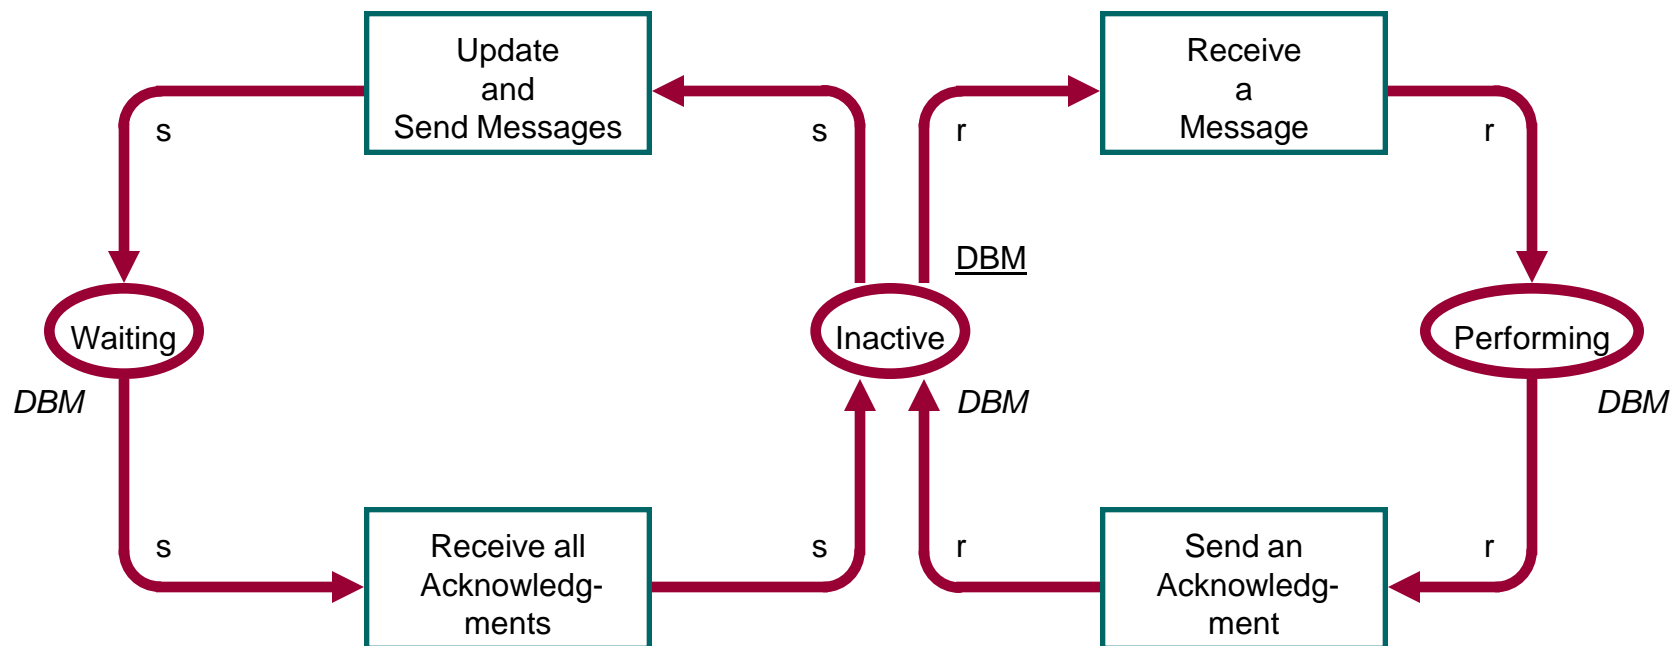 Update
and
Send Messages
Receive
a
Message
s
s
r
r
DBM
Waiting
Inactive
Performing
DBM
DBM
DBM
s
s
r
r
Receive all
Acknowledg-
ments
Send an
Acknowledg-
ment